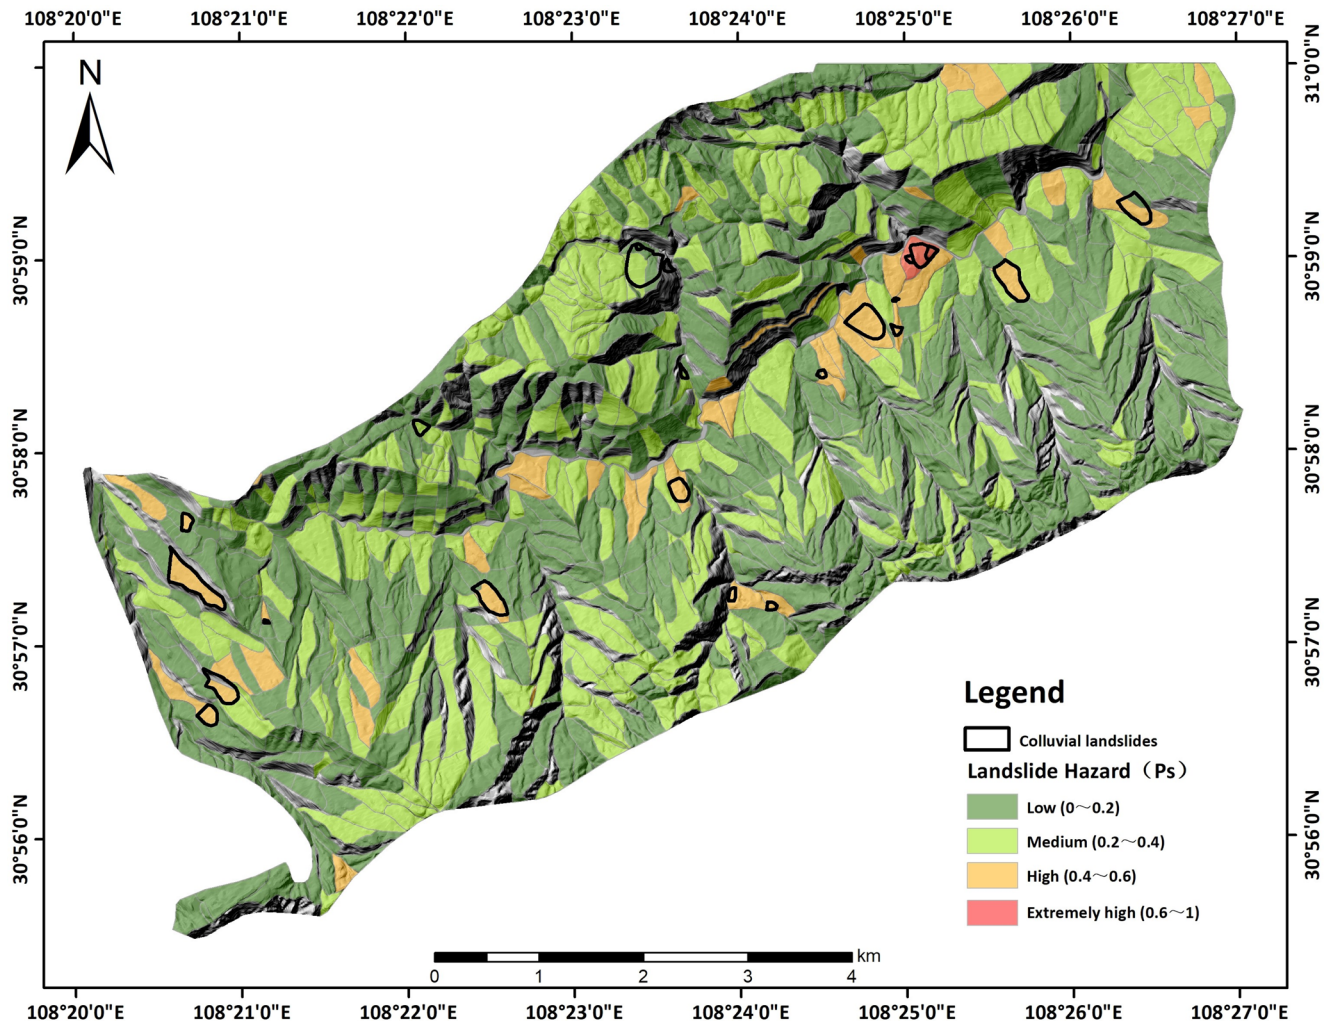 108°20'0"E 108°21'0"E 108°22'0"E 108°23'0"E 108°24'0"E 108°25'0"E 108°26'0"E 108°27'0"E
N
31°0'0"N
30°59'0"N
30°59'0"N
30°58'0"N
30°58'0"N
30°57'0"N
30°57'0"N
30°56'0"N
30°56'0"N
Legend
Colluvial landslides
Landslide Hazard（Ps）
Low (0～0.2)
Medium (0.2～0.4)
High (0.4～0.6)
Extremely high (0.6～1)
km
0 1 2 3 4
108°20'0"E 108°21'0"E 108°22'0"E 108°23'0"E 108°24'0"E 108°25'0"E 108°26'0"E 108°27'0"E